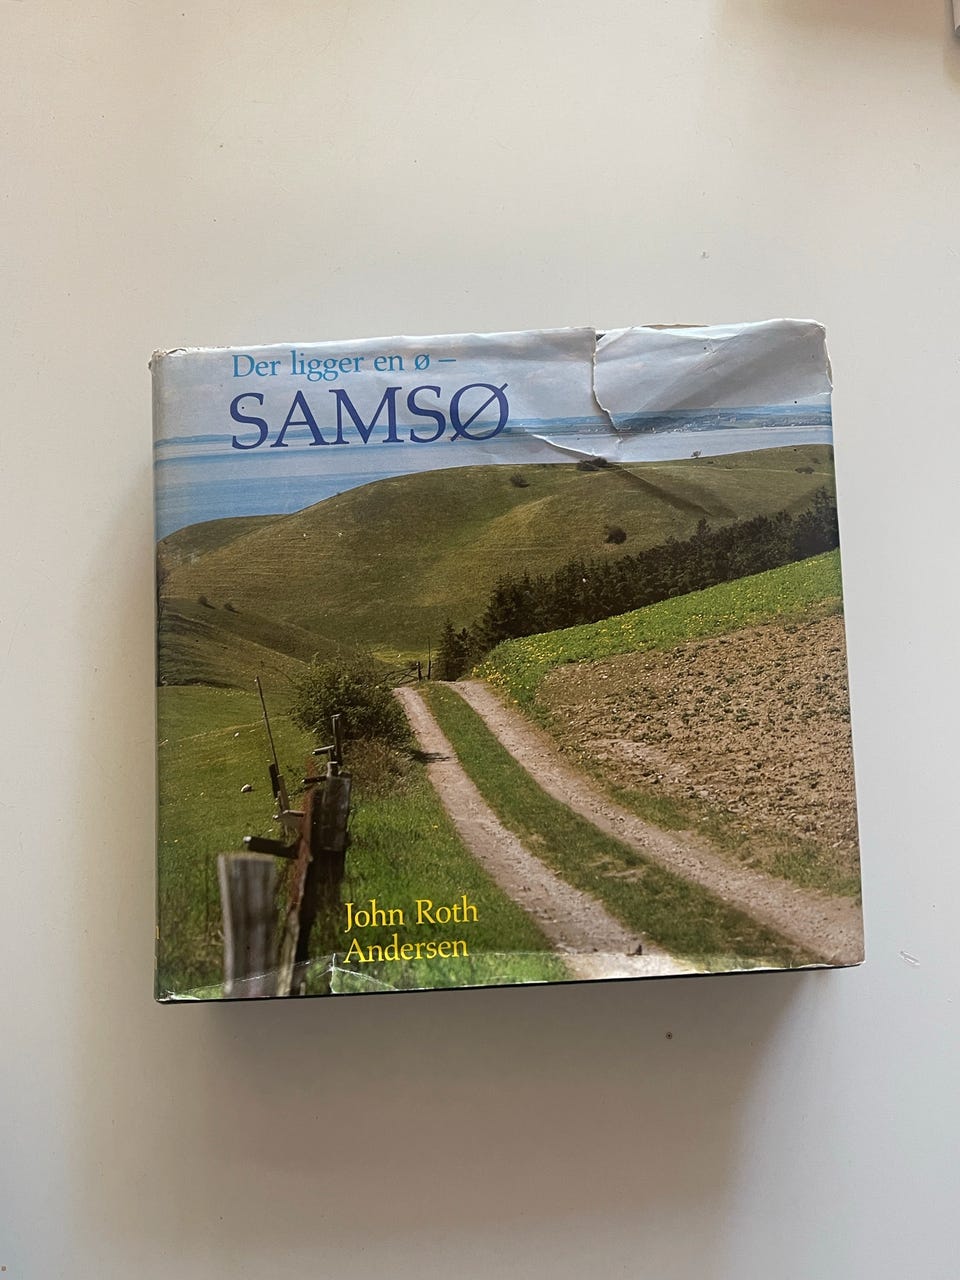 Der ligger en ø –
SAMSØ
John Roth
Andersen